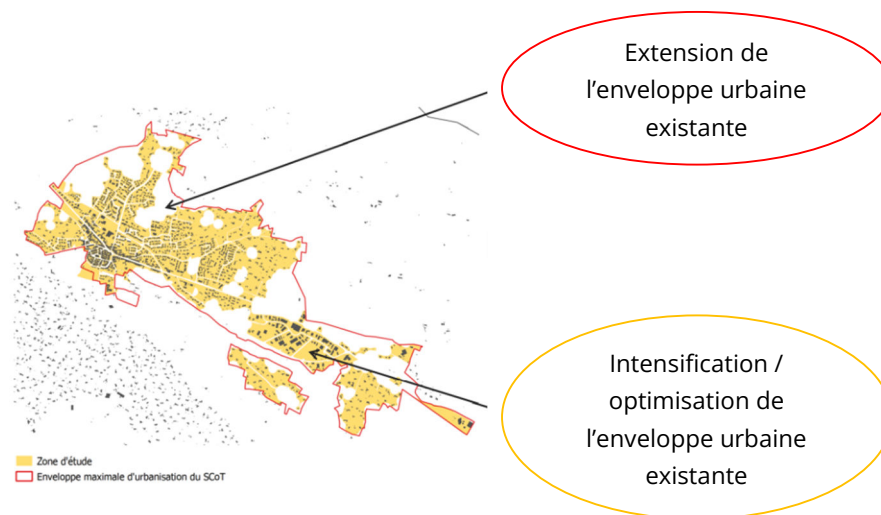 Extension de
l’enveloppe urbaine
existante
Intensification /
optimisation de
l’enveloppe urbaine
existante
Zone d'étude
Enveloppe maximale d'urbanisation du SCoT